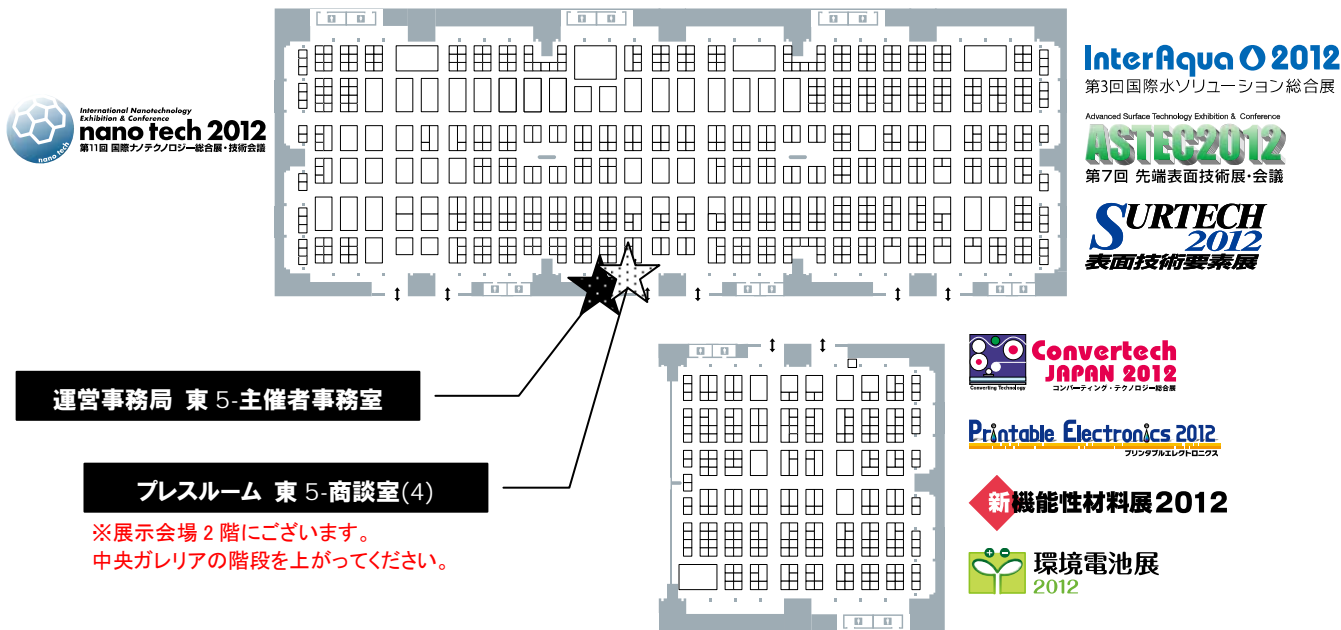 International Nanotechnology
Exhibition & Conference
nano tech 2012
第11回 国際ナノテクノロジー総合展・技術会議
nano tech
InterAqua 2012
第3回国際水ソリューション総合展
Advanced Surface Technology Exhibition & Conference
ASTEC2012
第7回 先端表面技術展・会議
SURTECH
2012
表面技術要素展
運営事務局 東 5-主催者事務室
プレスルーム 東 5-商談室(4)
※展示会場 2 階にございます。
中央ガレリアの階段を上がってください。
Converting Technology
Convertech
JAPAN 2012
コンバーティング・テクノロジー総合展
Printable Electronics 2012
プリンタブルエレクトロニクス
新機能性材料展2012
環境電池展
2012